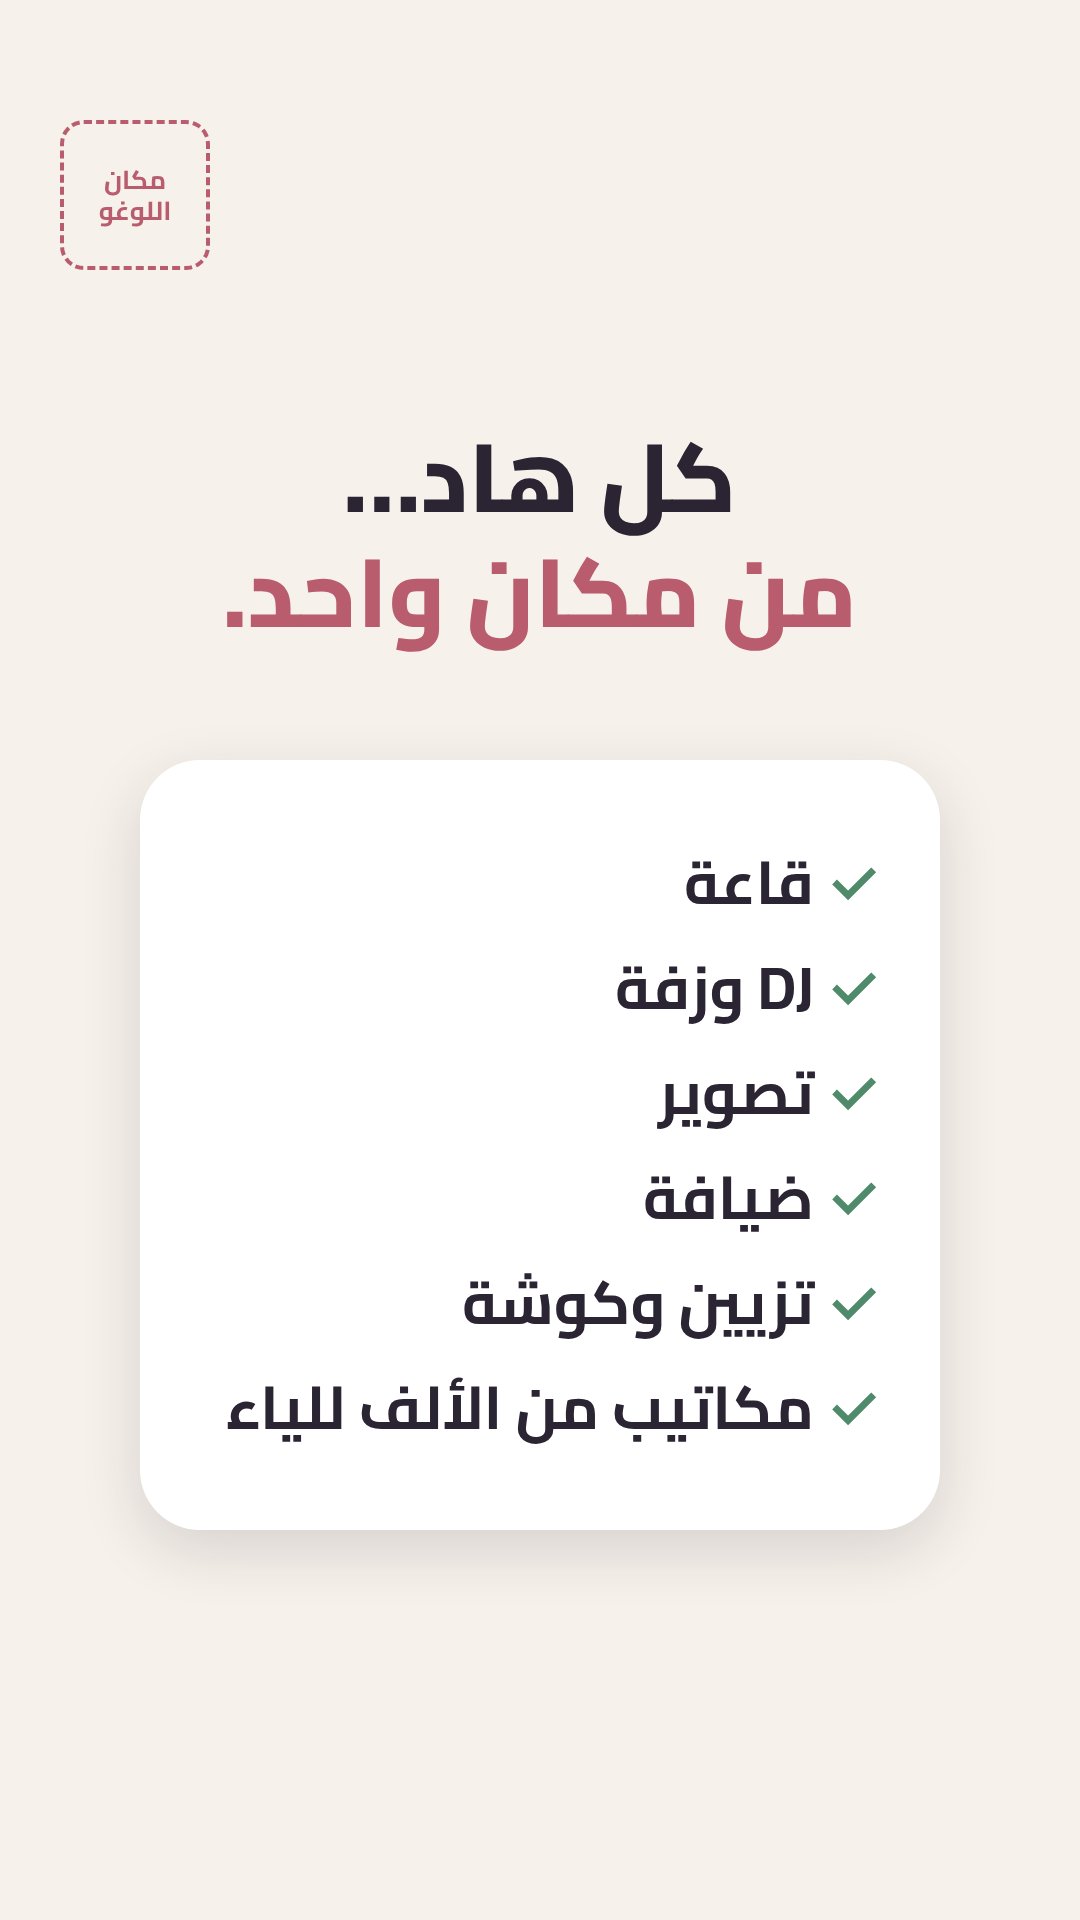 مكان
اللوغو
كل هاد...
من مكان واحد.
قاعة
DJ وزفة
تصوير
ضيافة
تزيين وكوشة
مكاتيب من الألف للياء